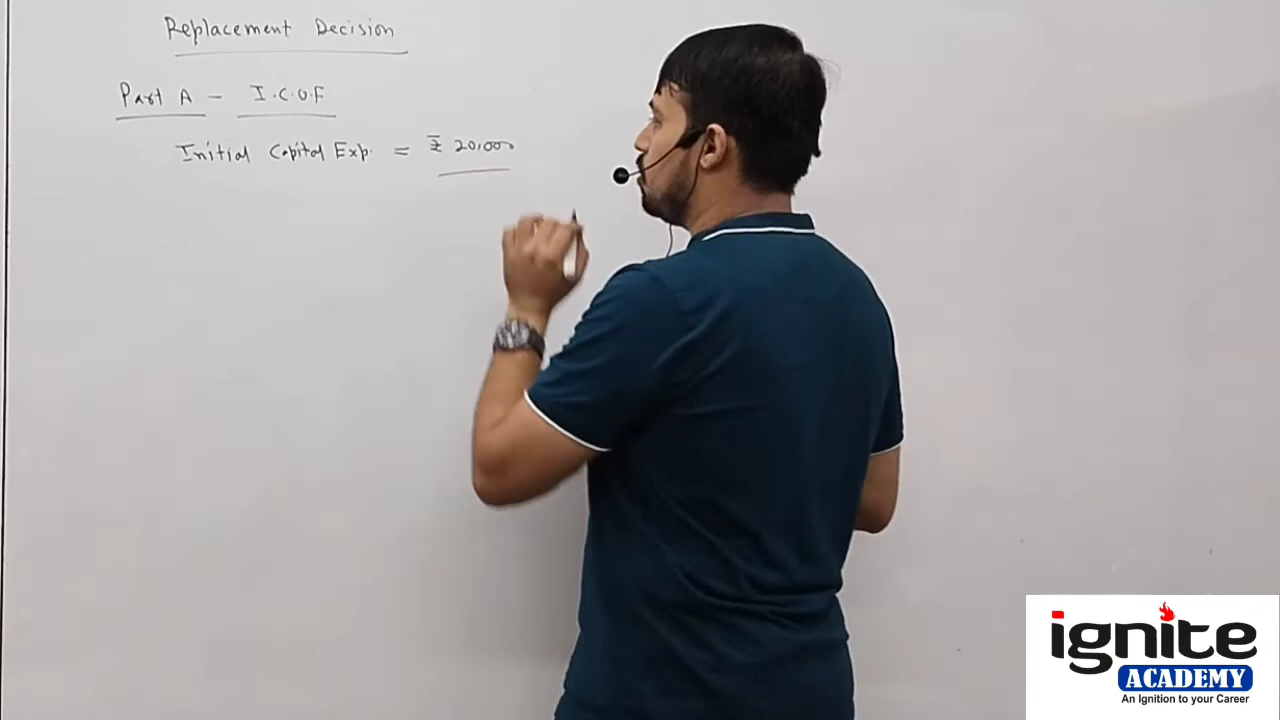 Replacement Decision
Part A - I.C.O.F
Initial Capital Exp. = ₹ 20,000
ignite
ACADEMY
An Ignition to your Career